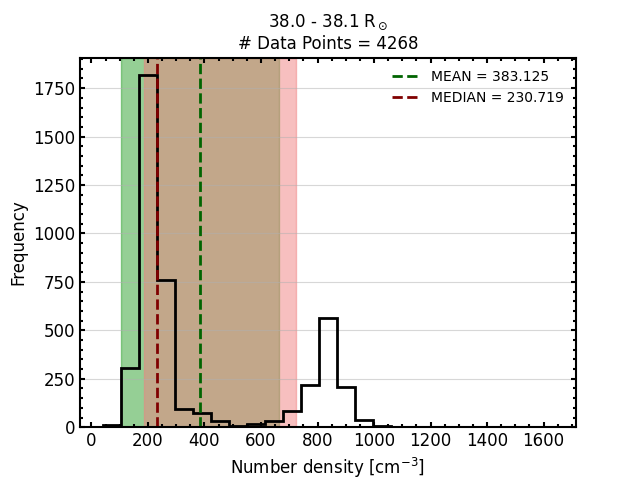 38.0 - 38.1 R⊙
# Data Points = 4268
MEAN = 383.125
MEDIAN = 230.719
Frequency
1750
1500
1250
1000
750
500
250
0
0 200 400 600 800 1000 1200 1400 1600
Number density [cm⁻³]